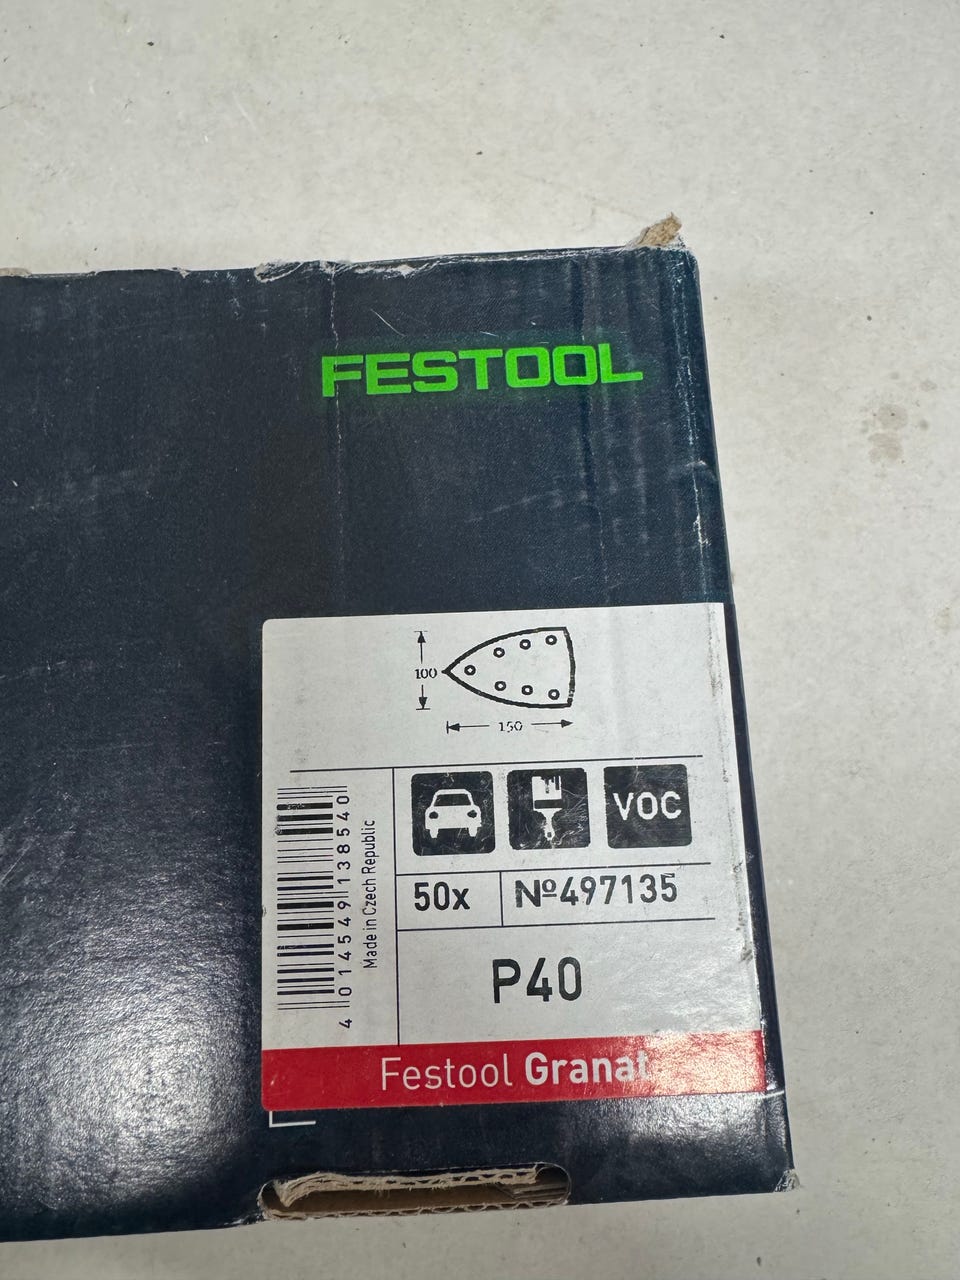 FESTOOL
100
150
VOC
50x
Nº497135
P40
4 014549 138540
Made in Czech Republic
Festool Granat